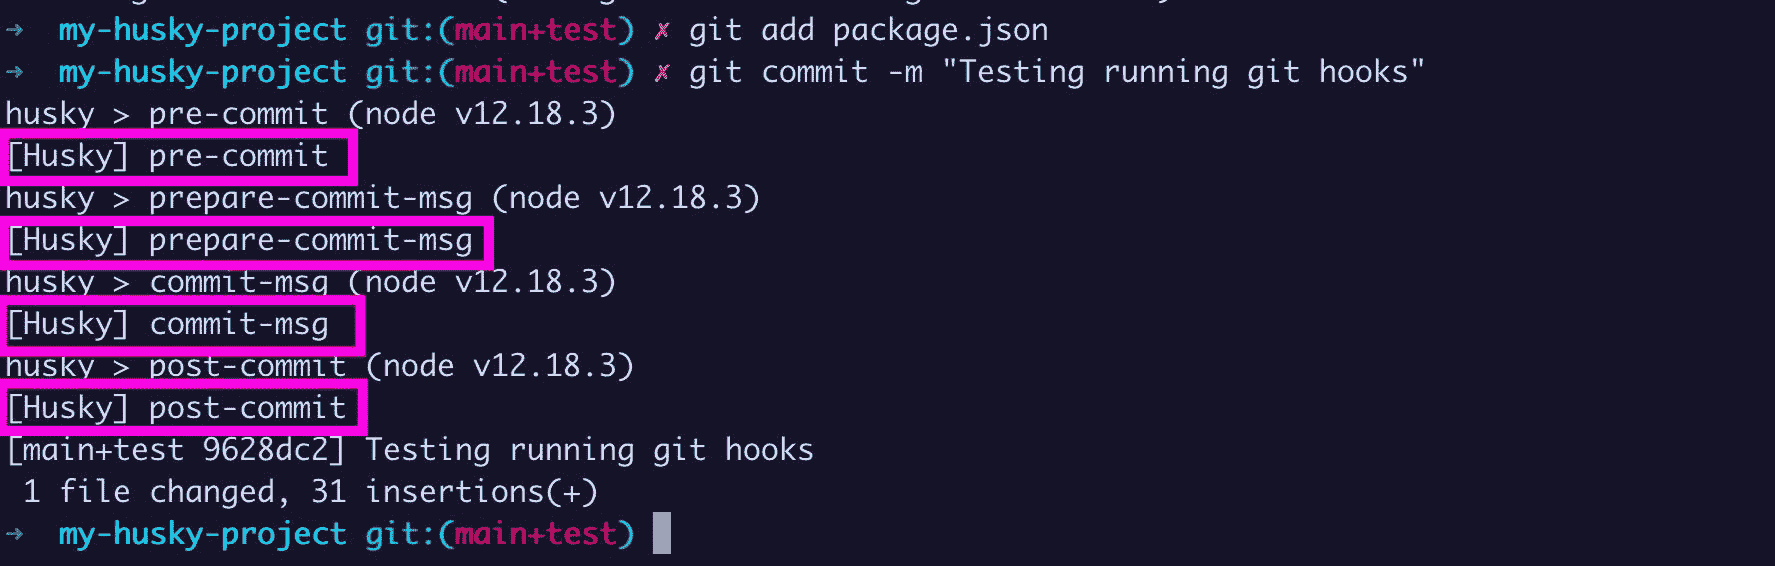 → my-husky-project git:(main+test) ✗ git add package.json
→ my-husky-project git:(main+test) ✗ git commit -m "Testing running git hooks"
husky > pre-commit (node v12.18.3)
[Husky] pre-commit
husky > prepare-commit-msg (node v12.18.3)
[Husky] prepare-commit-msg
husky > commit-msg (node v12.18.3)
[Husky] commit-msg
husky > post-commit (node v12.18.3)
[Husky] post-commit
[main+test 9628dc2] Testing running git hooks
1 file changed, 31 insertions(+)
→ my-husky-project git:(main+test)